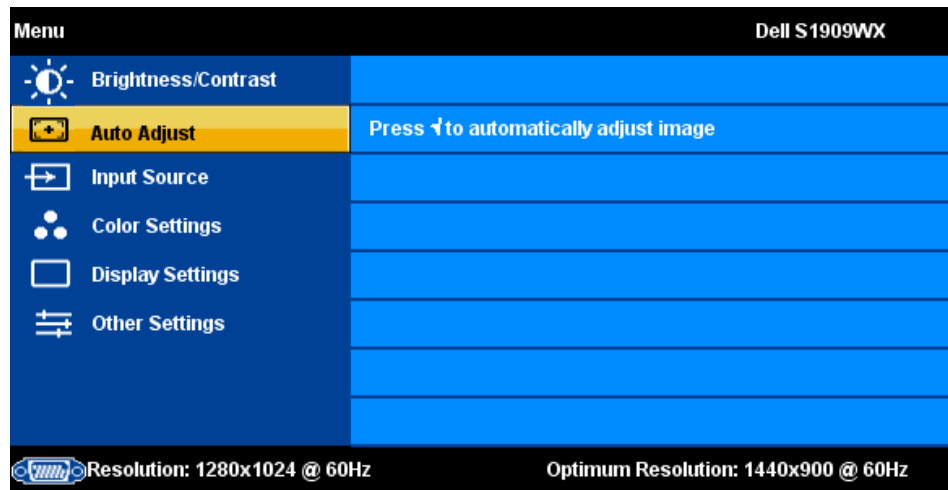 Menu Dell S1909WX
Brightness/Contrast
Auto Adjust Press √ to automatically adjust image
Input Source
Color Settings
Display Settings
Other Settings
Resolution: 1280x1024 @ 60Hz Optimum Resolution: 1440x900 @ 60Hz